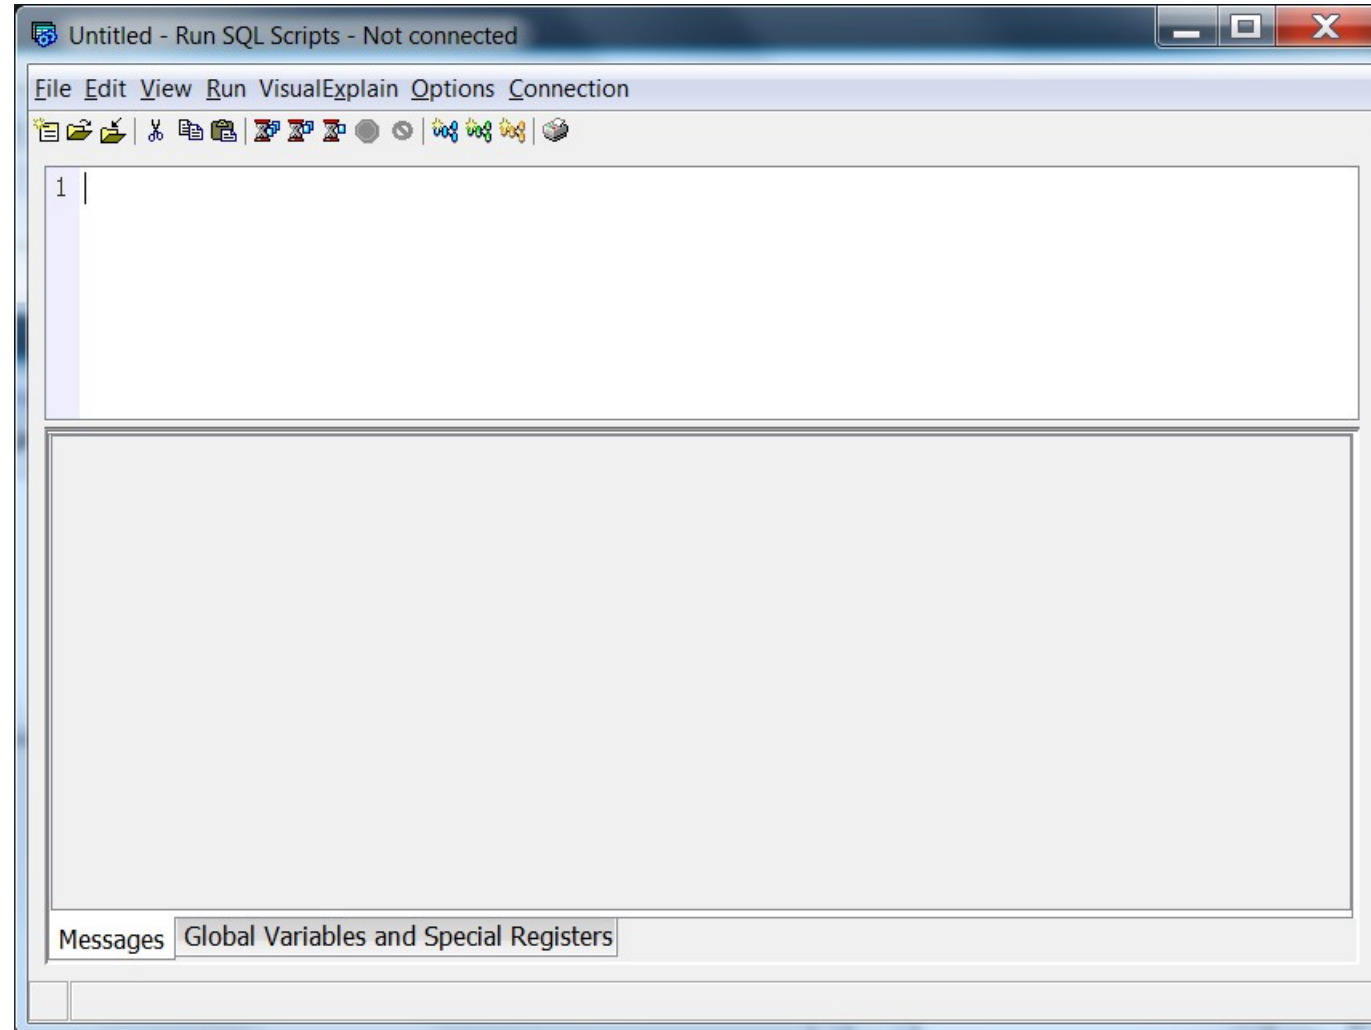 Untitled - Run SQL Scripts - Not connected
File Edit View Run VisualExplain Options Connection
1
Messages Global Variables and Special Registers